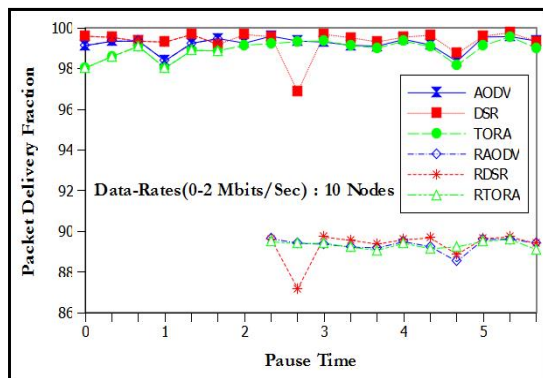 100
98
96
94
92
90
88
86
Packet Delivery Fraction
AODV
DSR
TORA
RAODV
RDSR
RTORA
Data-Rates(0-2 Mbits/Sec) : 10 Nodes
0
1
2
3
4
5
Pause Time